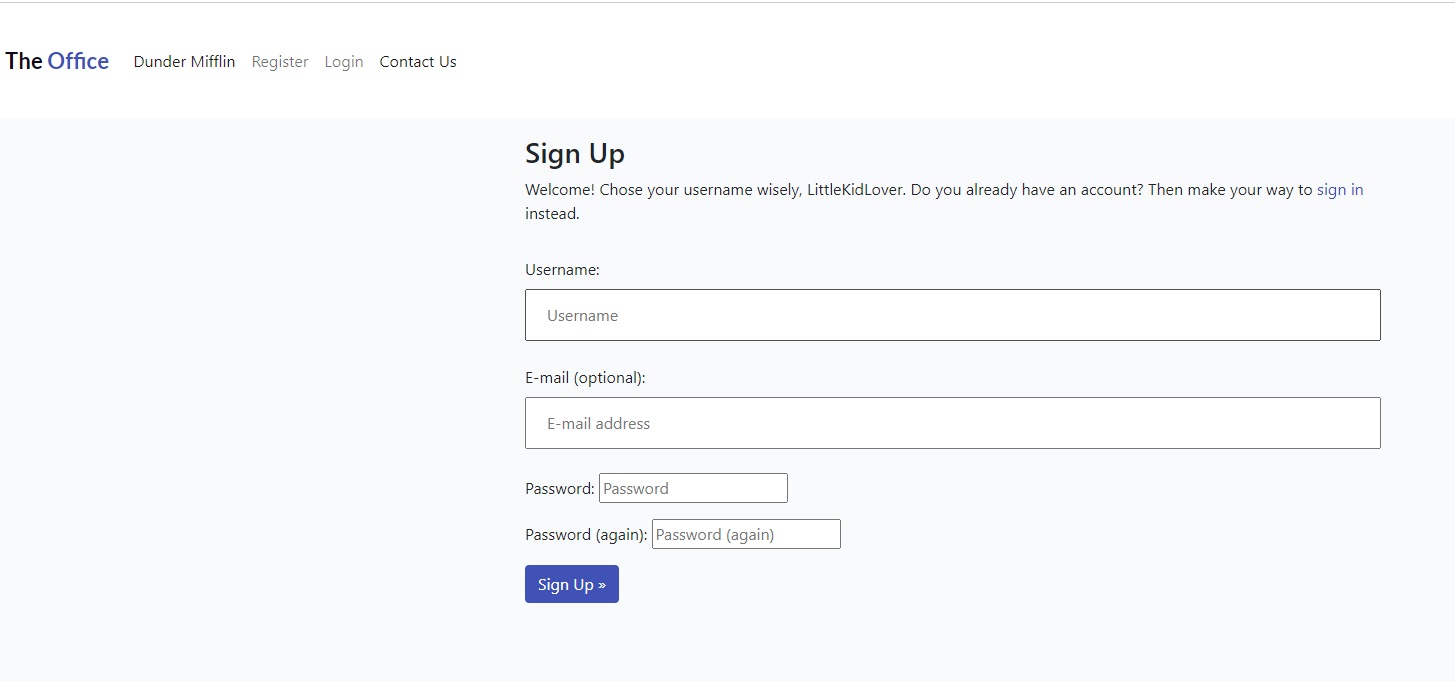 The Office Dunder Mifflin Register Login Contact Us
Sign Up
Welcome! Chose your username wisely, LittleKidLover. Do you already have an account? Then make your way to sign in
instead.
Username:
Username
E-mail (optional):
E-mail address
Password: Password
Password (again): Password (again)
Sign Up »